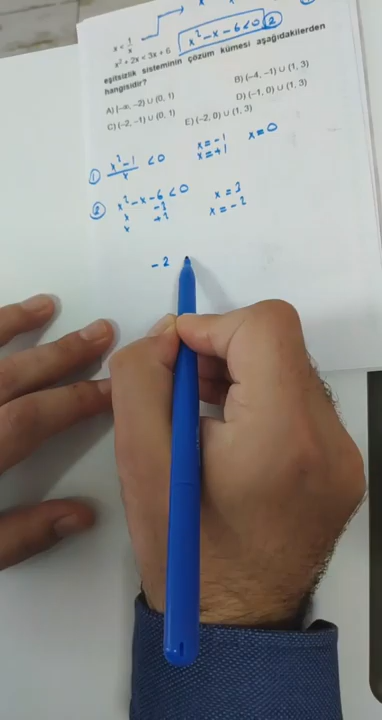 x < 1/x
x² + 2x < 3x + 6
x² - x - 6 < 0 ②
eşitsizlik sisteminin çözüm kümesi aşağıdakilerden
hangisidir?
A) (-∞, -2) ∪ (0, 1)
B) (-4, -1) ∪ (1, 3)
C) (-2, -1) ∪ (0, 1)
D) (-1, 0) ∪ (1, 3)
E) (-2, 0) ∪ (1, 3)
① x² - 1 / x < 0
x = -1
x = +1
x = 0
② x² - x - 6 < 0
x -3
x +2
x = 3
x = -2
-2